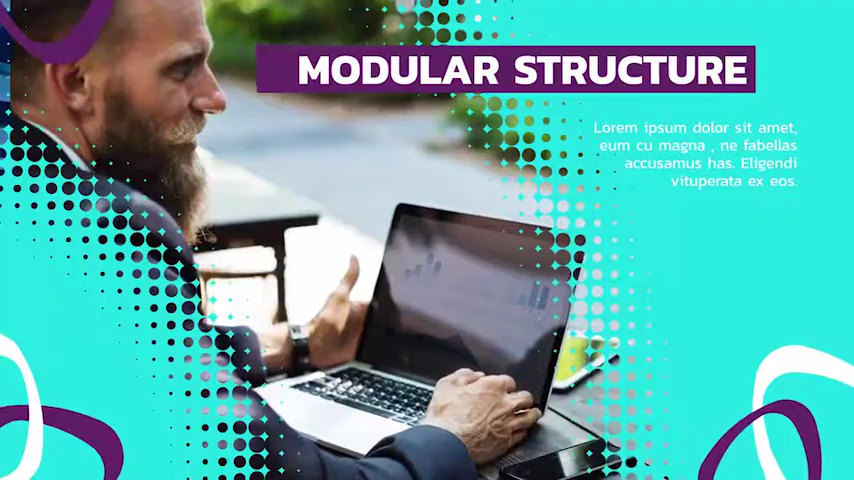 MODULAR STRUCTURE
Lorem ipsum dolor sit amet,
eum cu magna , ne fabellas
accusamus has. Eligendi
vituperata ex eos.